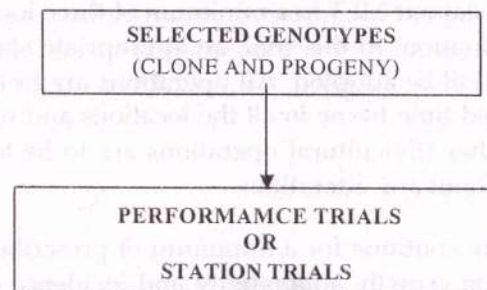 SELECTED GENOTYPES
(CLONE AND PROGENY)
PERFORMAMCE TRIALS
OR
STATION TRIALS